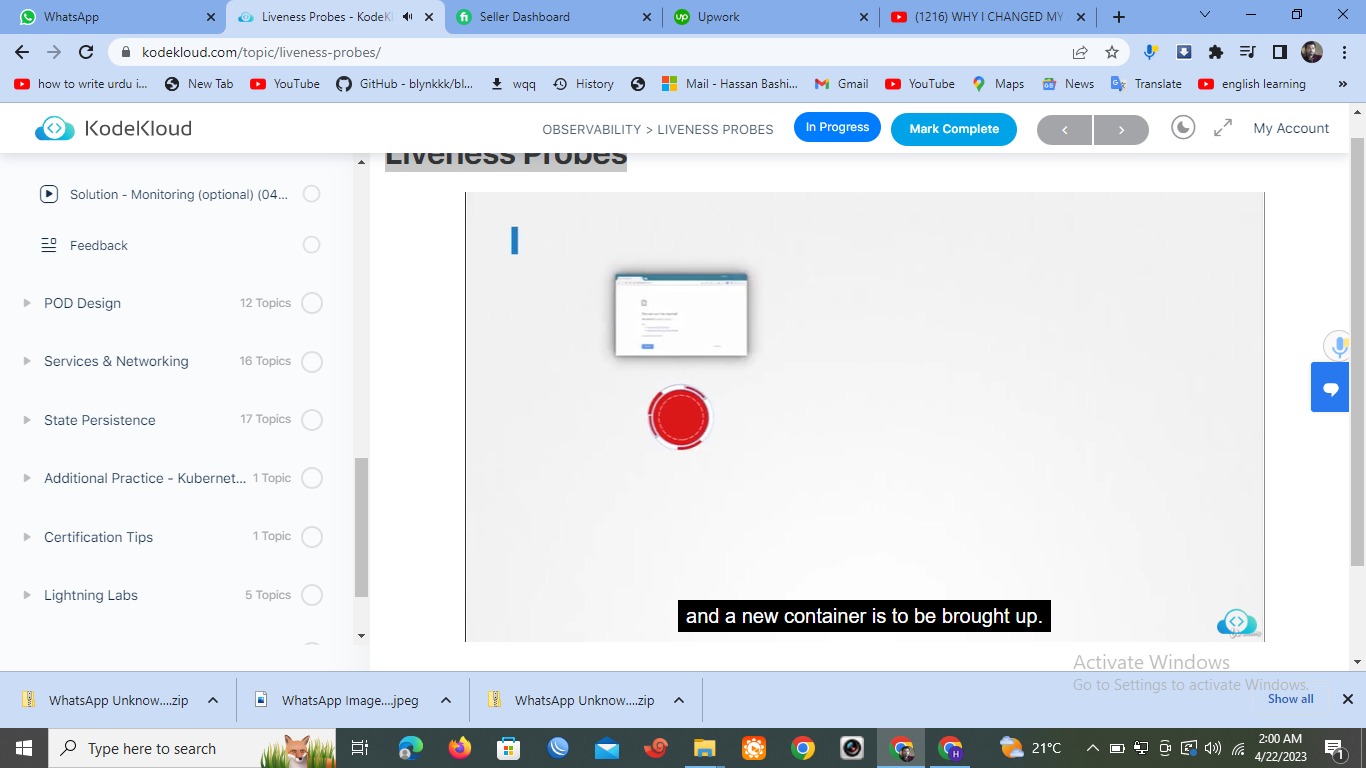 WhatsApp
Liveness Probes - KodeKl
Seller Dashboard
Upwork
(1216) WHY I CHANGED MY
kodekloud.com/topic/liveness-probes/
how to write urdu i...
New Tab
YouTube
GitHub - blynkkk/bl...
wqq
History
Mail - Hassan Bashi...
Gmail
YouTube
Maps
News
Translate
english learning
»
KodeKloud
OBSERVABILITY > LIVENESS PROBES
In Progress
Mark Complete
My Account
Liveness Probes
Solution - Monitoring (optional) (04...
Feedback
POD Design
12 Topics
Services & Networking
16 Topics
State Persistence
17 Topics
Additional Practice - Kubernet...
1 Topic
Certification Tips
1 Topic
Lightning Labs
5 Topics
and a new container is to be brought up.
Activate Windows
Go to Settings to activate Windows.
WhatsApp Unknow....zip
WhatsApp Image....jpeg
WhatsApp Unknow....zip
Show all
Type here to search
21°C
2:00 AM
4/22/2023